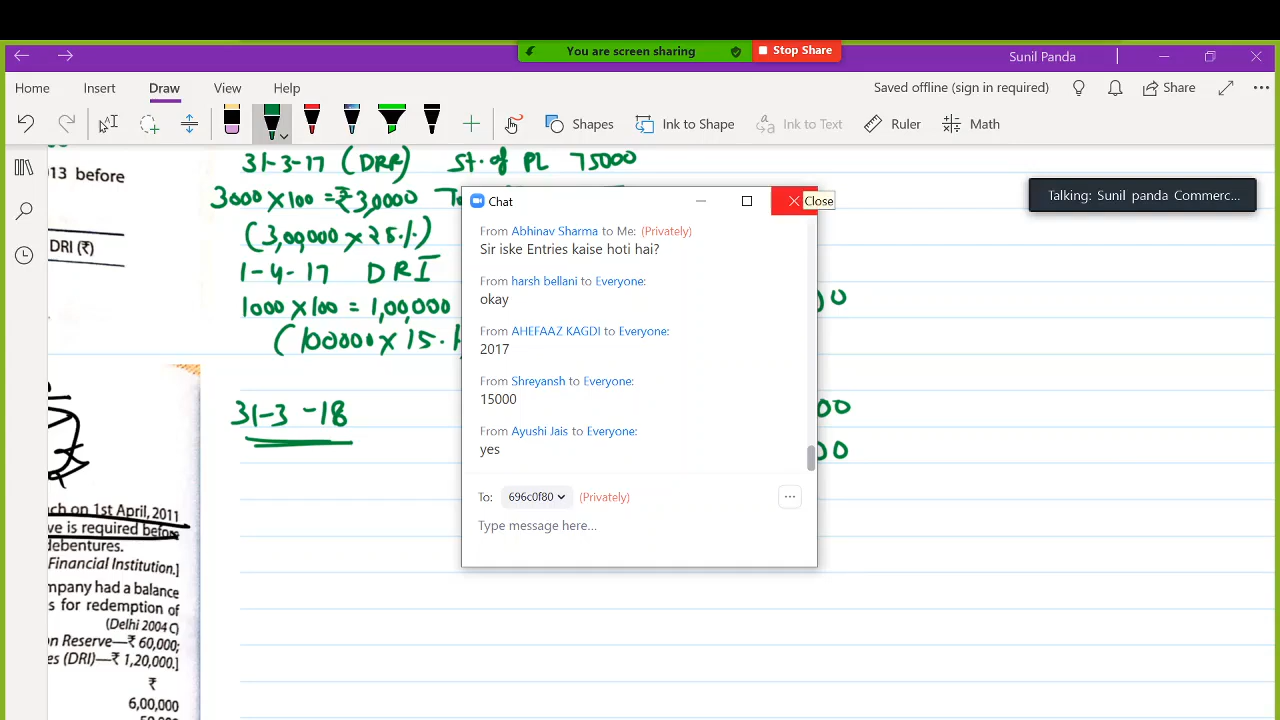 You are screen sharing
Stop Share
Sunil Panda
Home Insert Draw View Help
Saved offline (sign in required) Share
Shapes Ink to Shape Ink to Text Ruler Math
Talking: Sunil panda Commerc...
13 before
DRI (₹)
31-3-17 (DRR) St. of PL 75000
3000 x 100 = ₹3,00000
(3,00,000 x 25%)
1-4-17 DRI
1000 x 100 = 1,00,000
(100000 x 15.
31-3-18
00
00
Chat
Close
From Abhinav Sharma to Me: (Privately)
Sir iske Entries kaise hoti hai?
From harsh bellani to Everyone:
okay
From AHEFAAZ KAGDI to Everyone:
2017
From Shreyansh to Everyone:
15000
From Ayushi Jais to Everyone:
yes
To: 696c0f80 (Privately)
Type message here...
ch on 1st April, 2011
ve is required before
debentures.
Financial Institution.]
mpany had a balance
s for redemption of
(Delhi 2004 C)
n Reserve—₹ 60,000;
es (DRI)—₹ 1,20,000.]
₹
6,00,000